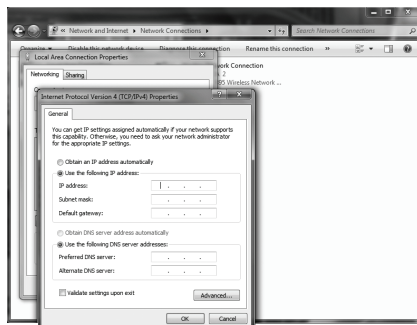 « Network and Internet ▸ Network Connections ▸
Search Network Connections
Organize ▾ Disable this network device Diagnose this connection Rename this connection »
Local Area Connection Properties
Networking Sharing
work Connection
2
95 Wireless Network ...
Internet Protocol Version 4 (TCP/IPv4) Properties
General
You can get IP settings assigned automatically if your network supports
this capability. Otherwise, you need to ask your network administrator
for the appropriate IP settings.
Obtain an IP address automatically
Use the following IP address:
IP address:
Subnet mask:
Default gateway:
Obtain DNS server address automatically
Use the following DNS server addresses:
Preferred DNS server:
Alternate DNS server:
Validate settings upon exit
Advanced...
OK Cancel